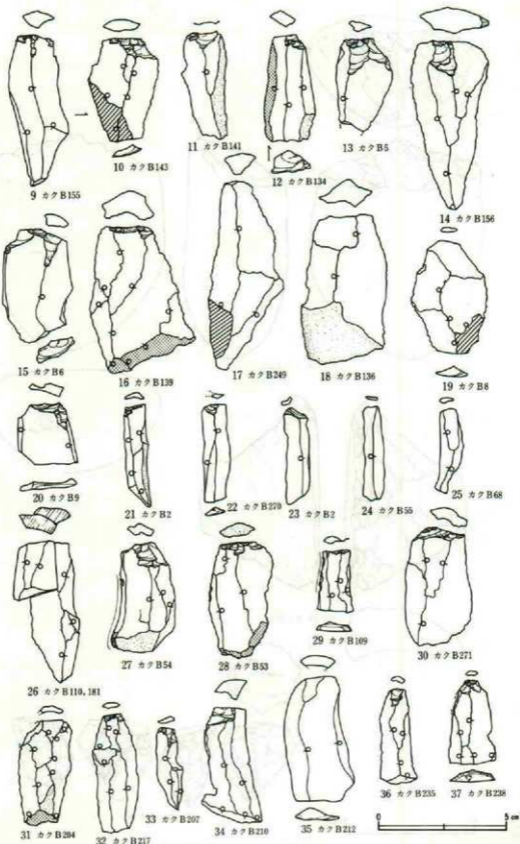 9 カクB155
10 カクB143
11 カクB141
12 カクB134
13 カクB5
14 カクB156
15 カクB6
16 カクB139
17 カクB249
18 カクB136
19 カクB8
20 カクB9
21 カクB2
22 カクB270
23 カクB2
24 カクB55
25 カクB68
26 カクB110,181
27 カクB54
28 カクB53
29 カクB109
30 カクB271
31 カクB204
32 カクB217
33 カクB207
34 カクB210
35 カクB212
36 カクB235
37 カクB238
0 5cm